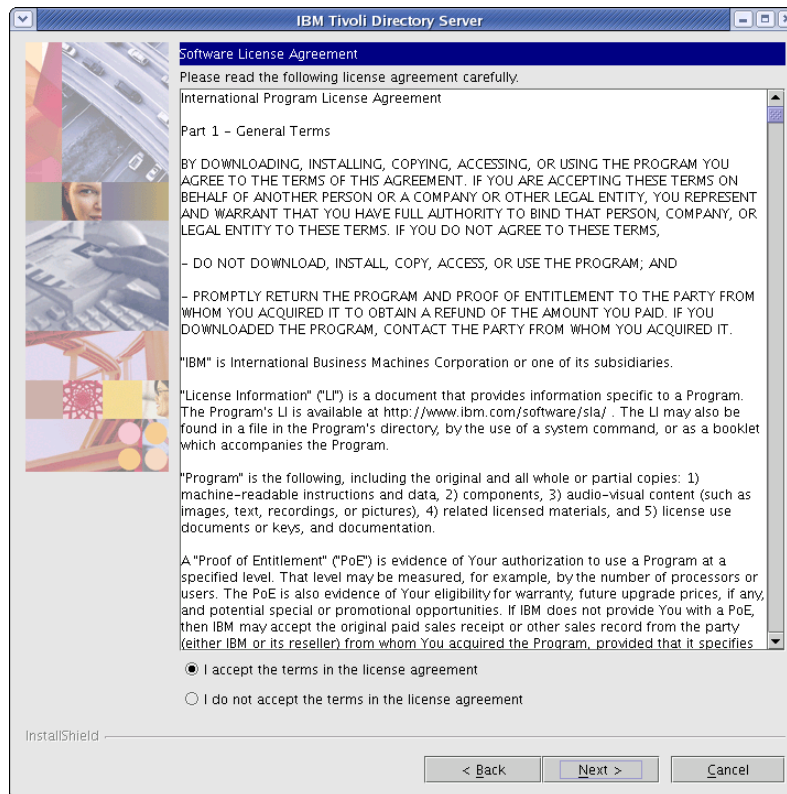 IBM Tivoli Directory Server
Software License Agreement
Please read the following license agreement carefully.
International Program License Agreement
Part 1 – General Terms
BY DOWNLOADING, INSTALLING, COPYING, ACCESSING, OR USING THE PROGRAM YOU
AGREE TO THE TERMS OF THIS AGREEMENT. IF YOU ARE ACCEPTING THESE TERMS ON
BEHALF OF ANOTHER PERSON OR A COMPANY OR OTHER LEGAL ENTITY, YOU REPRESENT
AND WARRANT THAT YOU HAVE FULL AUTHORITY TO BIND THAT PERSON, COMPANY, OR
LEGAL ENTITY TO THESE TERMS. IF YOU DO NOT AGREE TO THESE TERMS,
– DO NOT DOWNLOAD, INSTALL, COPY, ACCESS, OR USE THE PROGRAM; AND
– PROMPTLY RETURN THE PROGRAM AND PROOF OF ENTITLEMENT TO THE PARTY FROM
WHOM YOU ACQUIRED IT TO OBTAIN A REFUND OF THE AMOUNT YOU PAID. IF YOU
DOWNLOADED THE PROGRAM, CONTACT THE PARTY FROM WHOM YOU ACQUIRED IT.
"IBM" is International Business Machines Corporation or one of its subsidiaries.
"License Information" ("LI") is a document that provides information specific to a Program.
The Program's LI is available at http://www.ibm.com/software/sla/ . The LI may also be
found in a file in the Program's directory, by the use of a system command, or as a booklet
which accompanies the Program.
"Program" is the following, including the original and all whole or partial copies: 1)
machine–readable instructions and data, 2) components, 3) audio–visual content (such as
images, text, recordings, or pictures), 4) related licensed materials, and 5) license use
documents or keys, and documentation.
A "Proof of Entitlement" ("PoE") is evidence of Your authorization to use a Program at a
specified level. That level may be measured, for example, by the number of processors or
users. The PoE is also evidence of Your eligibility for warranty, future upgrade prices, if any,
and potential special or promotional opportunities. If IBM does not provide You with a PoE,
then IBM may accept the original paid sales receipt or other sales record from the party
(either IBM or its reseller) from whom You acquired the Program, provided that it specifies
I accept the terms in the license agreement
I do not accept the terms in the license agreement
InstallShield
< Back
Next >
Cancel